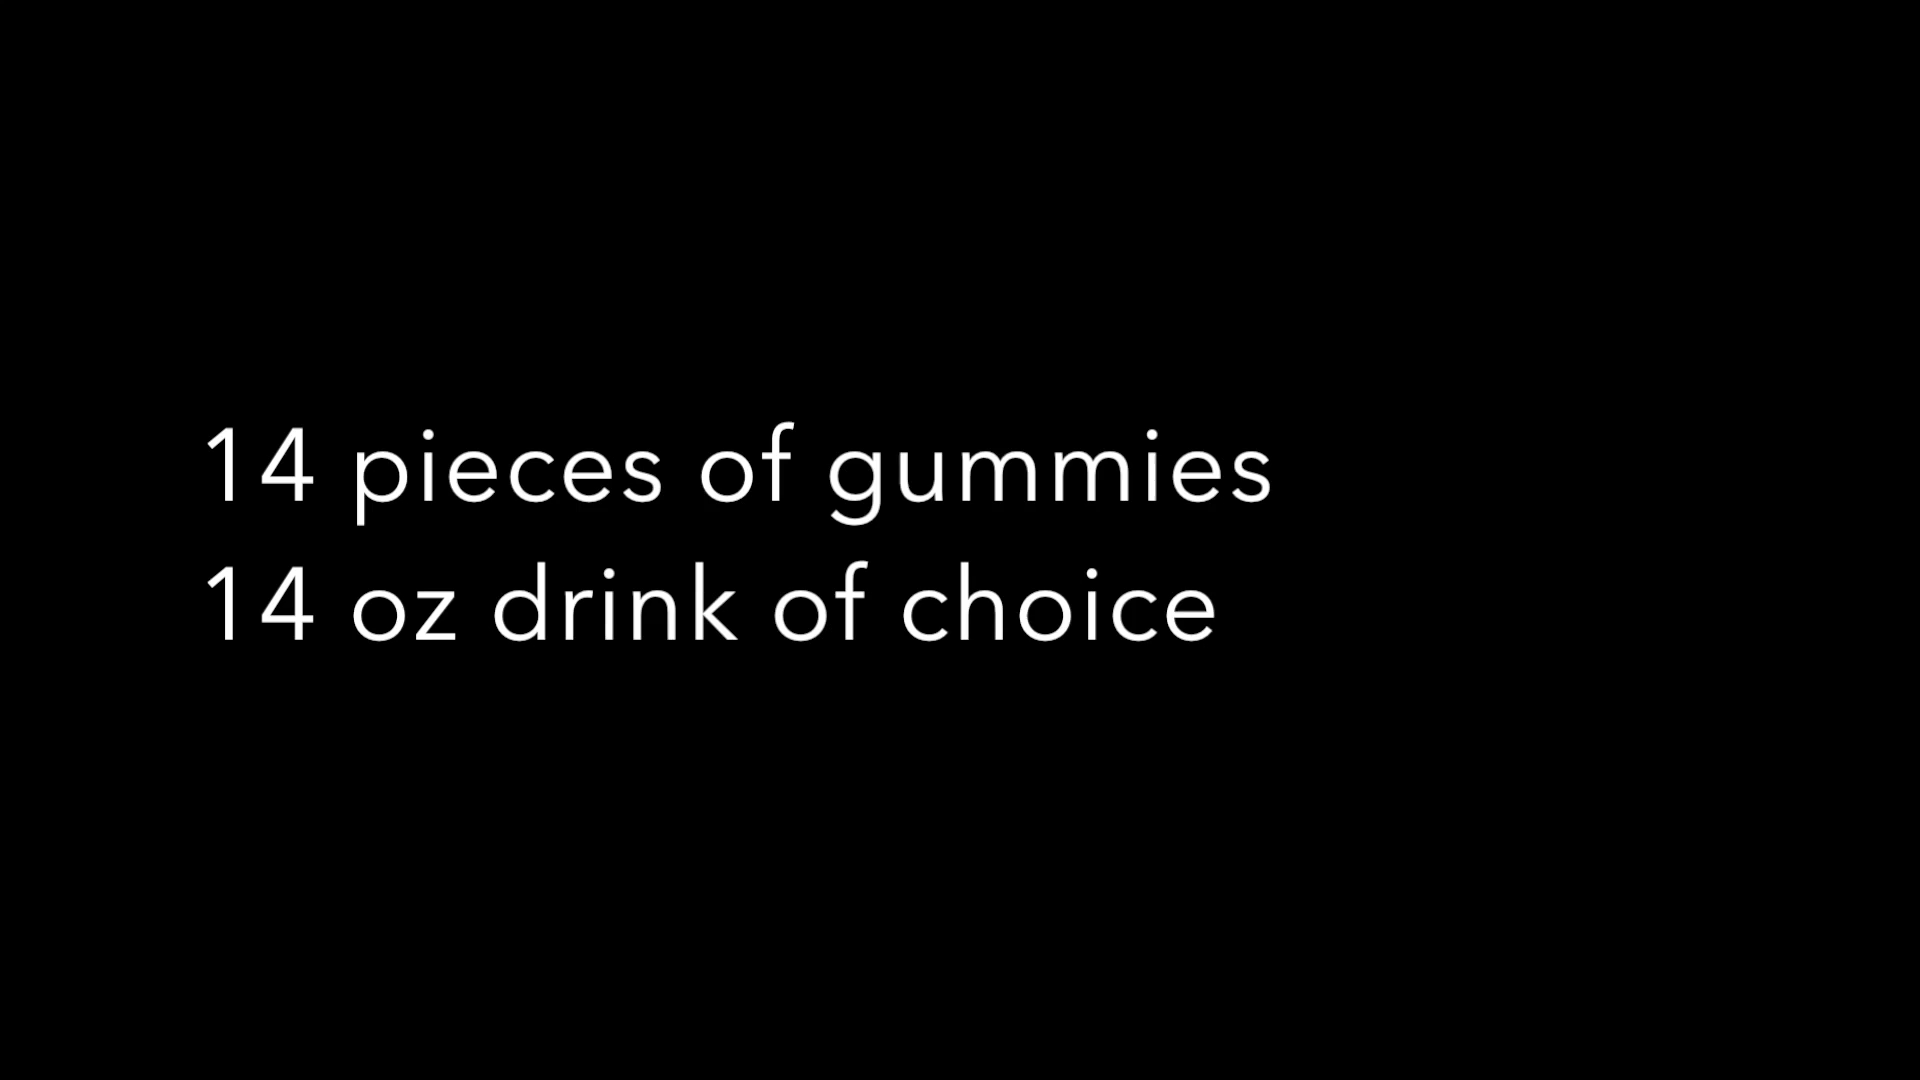 14 pieces of gummies
14 oz drink of choice